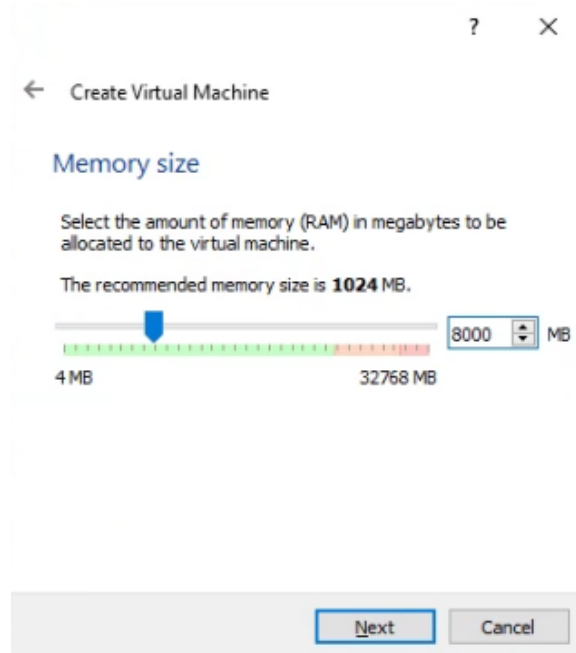 ?
Create Virtual Machine
Memory size
Select the amount of memory (RAM) in megabytes to be
allocated to the virtual machine.
The recommended memory size is 1024 MB.
8000 MB
4 MB 32768 MB
Next Cancel